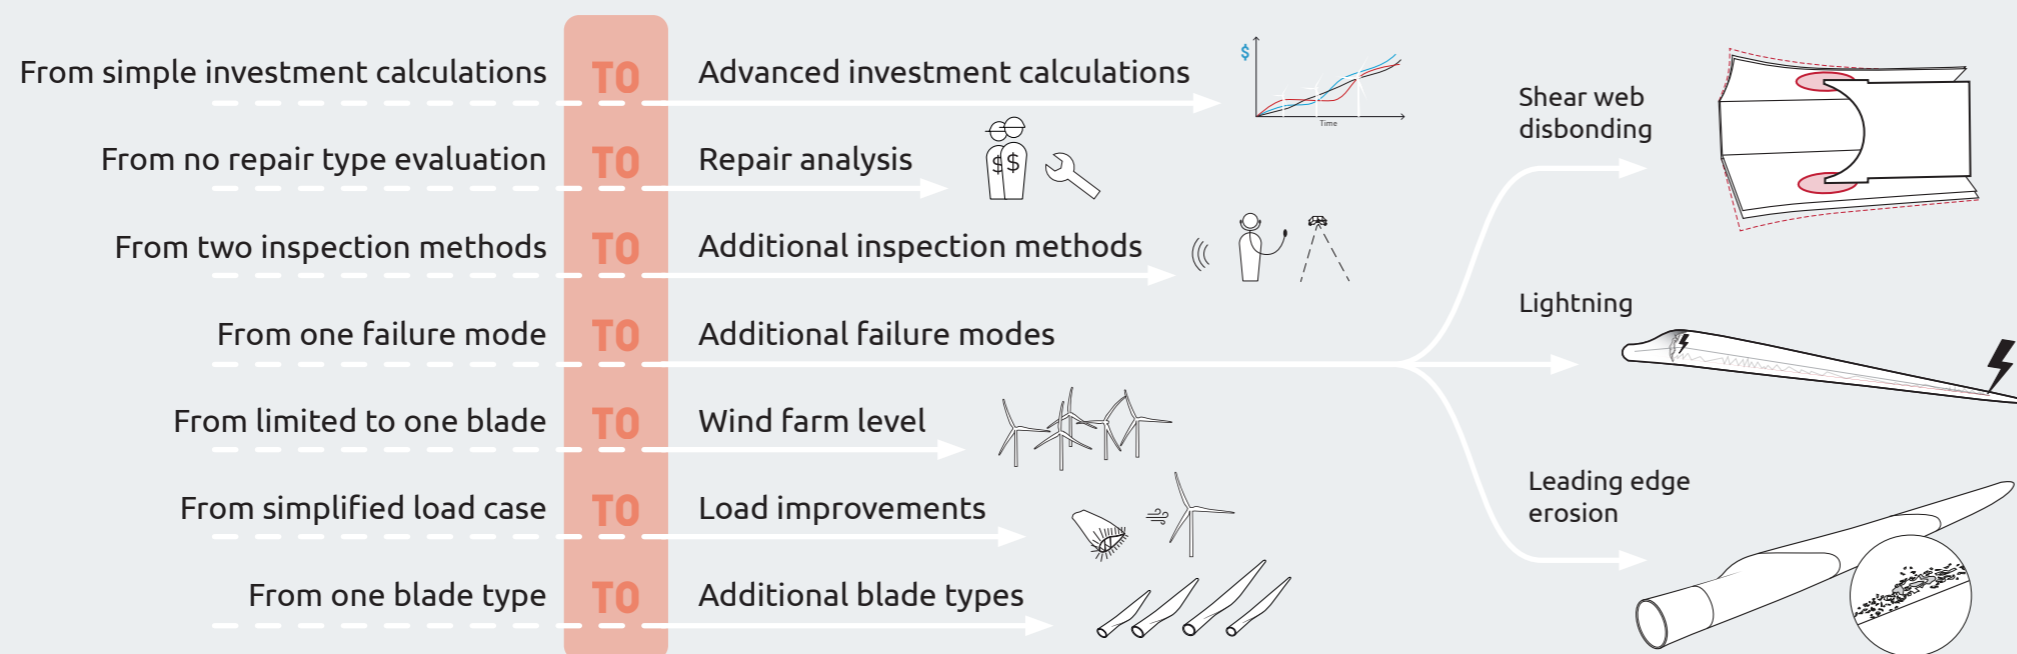 From simple investment calculations TO Advanced investment calculations
$
Time
From no repair type evaluation TO Repair analysis
$ $
From two inspection methods TO Additional inspection methods
From one failure mode TO Additional failure modes
From limited to one blade TO Wind farm level
From simplified load case TO Load improvements
From one blade type TO Additional blade types
Shear web
disbonding
Lightning
Leading edge
erosion